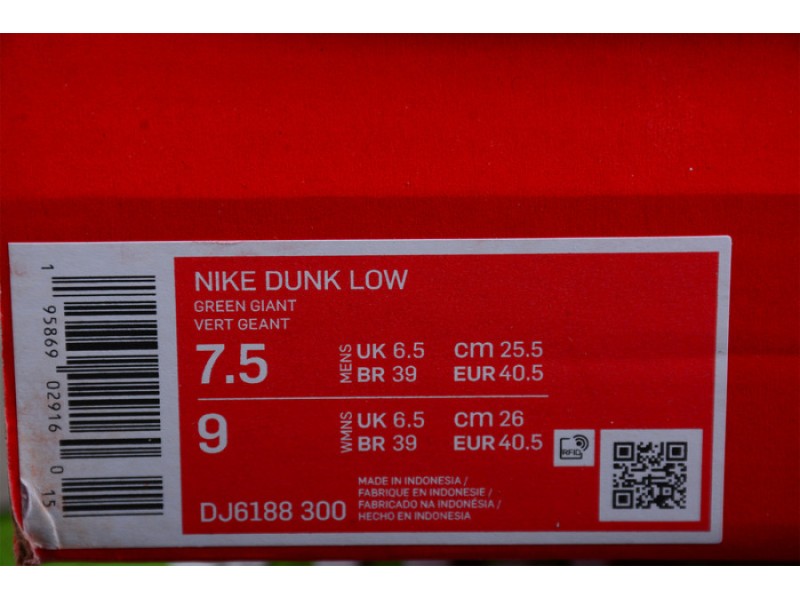 NIKE DUNK LOW
GREEN GIANT
VERT GEANT
7.5 MENS UK 6.5 cm 25.5
BR 39 EUR 40.5
9 WMNS UK 6.5 cm 26
BR 39 EUR 40.5
RFID
DJ6188 300
MADE IN INDONESIA /
FABRIQUE EN INDONESIE /
FABRICADO NA INDONÉSIA /
HECHO EN INDONESIA
1 95869 02916 0 15